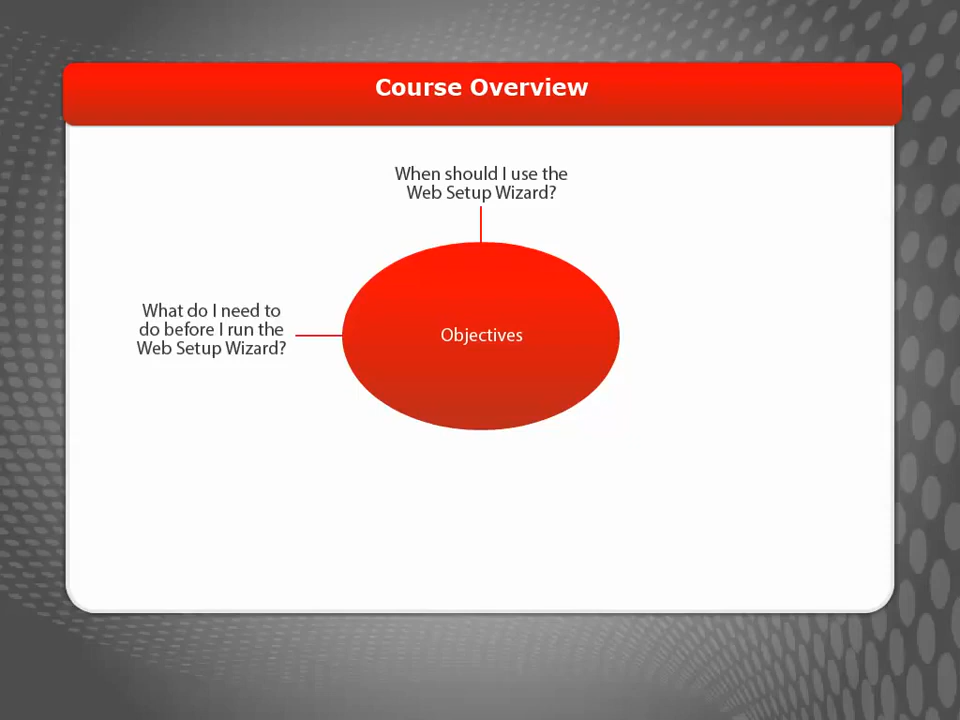 Course Overview
When should I use the
Web Setup Wizard?
What do I need to
do before I run the
Web Setup Wizard?
Objectives